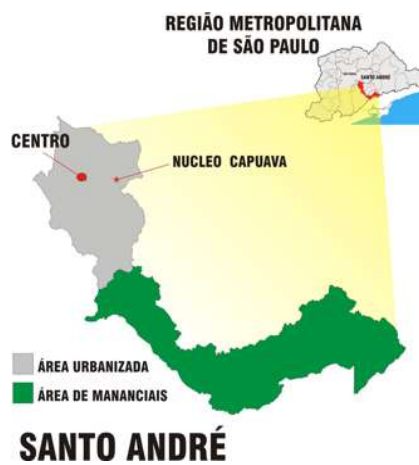 REGIÃO METROPOLITANA
DE SÃO PAULO
SANTO ANDRÉ
CENTRO
NUCLEO CAPUAVA
ÁREA URBANIZADA
ÁREA DE MANANCIAIS
SANTO ANDRÉ